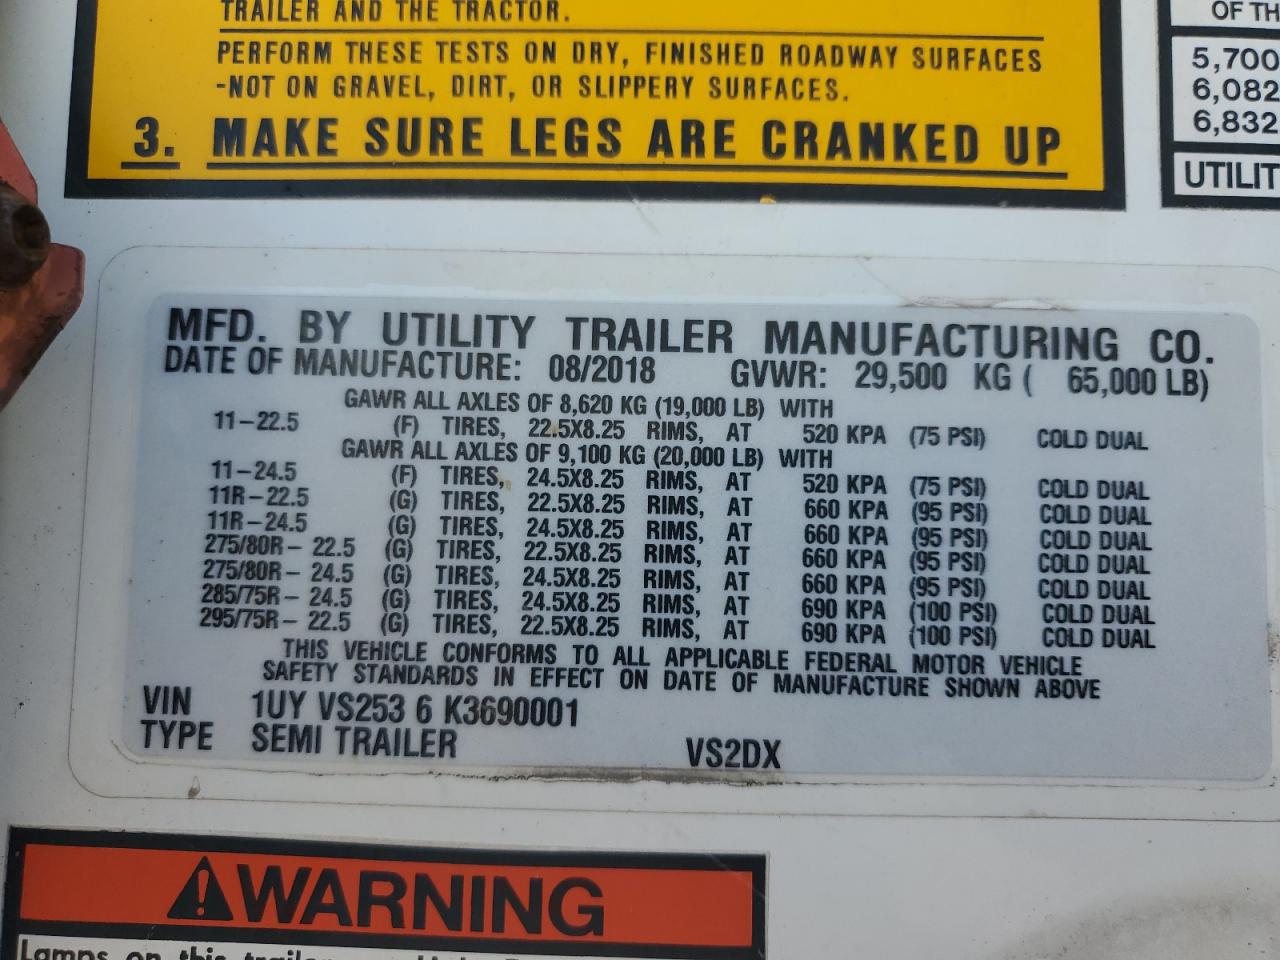 TRAILER AND THE TRACTOR.
PERFORM THESE TESTS ON DRY, FINISHED ROADWAY SURFACES
-NOT ON GRAVEL, DIRT, OR SLIPPERY SURFACES.
3. MAKE SURE LEGS ARE CRANKED UP
OF TH
5,700
6,082
6,832
UTILIT
MFD. BY UTILITY TRAILER MANUFACTURING CO.
DATE OF MANUFACTURE: 08/2018 GVWR: 29,500 KG ( 65,000 LB)
GAWR ALL AXLES OF 8,620 KG (19,000 LB) WITH
11-22.5 (F) TIRES, 22.5X8.25 RIMS, AT 520 KPA (75 PSI) COLD DUAL
GAWR ALL AXLES OF 9,100 KG (20,000 LB) WITH
11-24.5 (F) TIRES, 24.5X8.25 RIMS, AT 520 KPA (75 PSI) COLD DUAL
11R-22.5 (G) TIRES, 22.5X8.25 RIMS, AT 660 KPA (95 PSI) COLD DUAL
11R-24.5 (G) TIRES, 24.5X8.25 RIMS, AT 660 KPA (95 PSI) COLD DUAL
275/80R- 22.5 (G) TIRES, 22.5X8.25 RIMS, AT 660 KPA (95 PSI) COLD DUAL
275/80R- 24.5 (G) TIRES, 24.5X8.25 RIMS, AT 660 KPA (95 PSI) COLD DUAL
285/75R- 24.5 (G) TIRES, 24.5X8.25 RIMS, AT 690 KPA (100 PSI) COLD DUAL
295/75R- 22.5 (G) TIRES, 22.5X8.25 RIMS, AT 690 KPA (100 PSI) COLD DUAL
THIS VEHICLE CONFORMS TO ALL APPLICABLE FEDERAL MOTOR VEHICLE
SAFETY STANDARDS IN EFFECT ON DATE OF MANUFACTURE SHOWN ABOVE
VIN 1UY VS253 6 K3690001
TYPE SEMI TRAILER VS2DX
WARNING
Lamps on this trailer